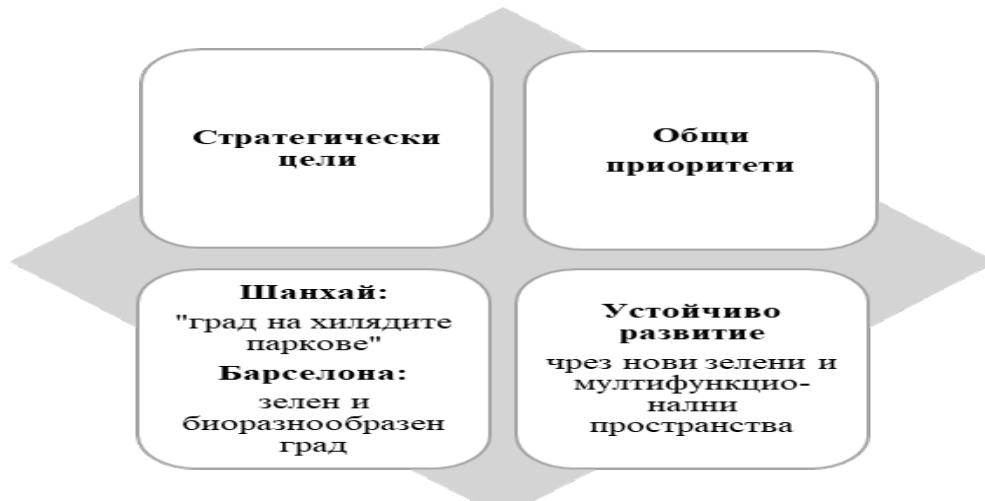 Стратегически
цели
Общи
приоритети
Шанхай:
"град на хилядите
паркове"
Барселона:
зелен и
биоразнообразен
град
Устойчиво
развитие
чрез нови зелени и
мултифункцио-
нални
пространства